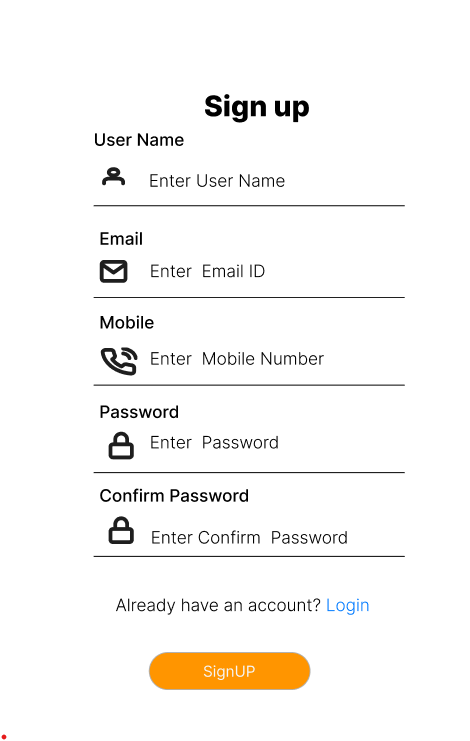 Sign up
User Name
Enter User Name
Email
Enter  Email ID
Mobile
Enter  Mobile Number
Password
Enter  Password
Confirm Password
Enter Confirm  Password
Already have an account? Login
SignUP